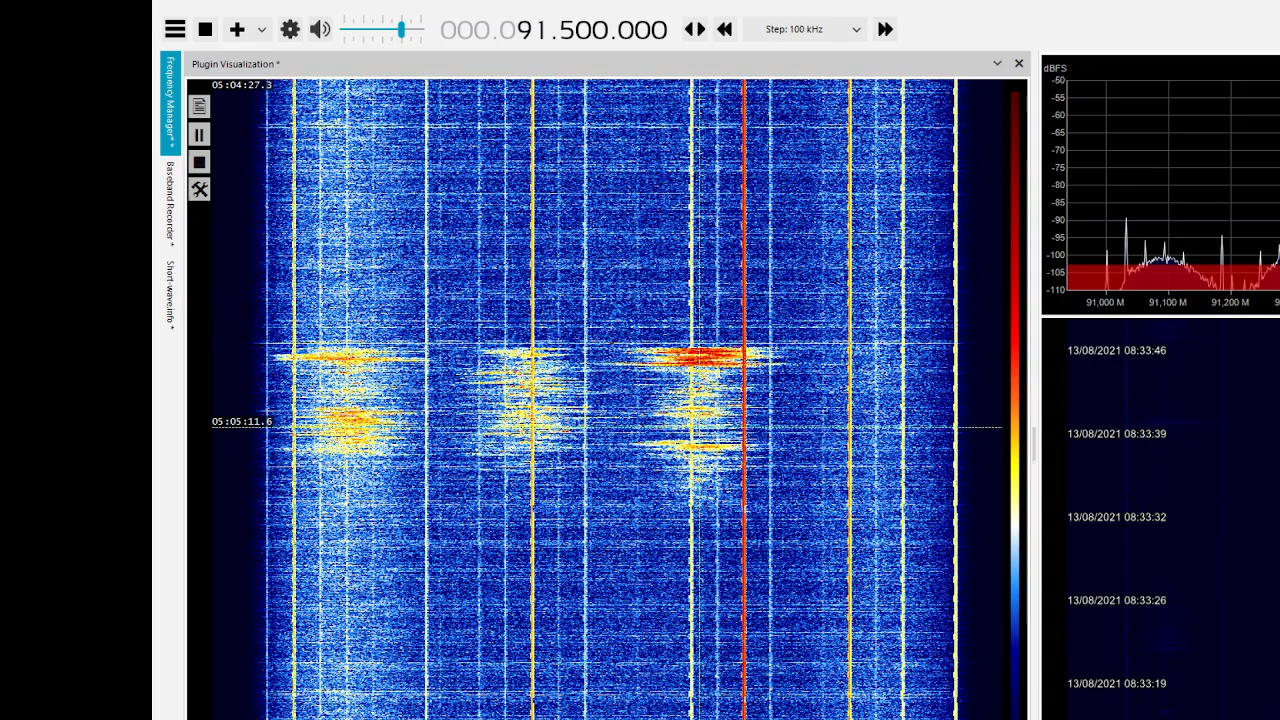 000.091.500.000
Step: 100 kHz
Plugin Visualization *
Frequency Manager * *
Baseband Recorder *
Short-wave.info *
05:04:27.3
05:05:11.6
dBFS
-50
-55
-60
-65
-70
-75
-80
-85
-90
-95
-100
-105
-110
91,000 M
91,100 M
91,200 M
13/08/2021 08:33:46
13/08/2021 08:33:39
13/08/2021 08:33:32
13/08/2021 08:33:26
13/08/2021 08:33:19